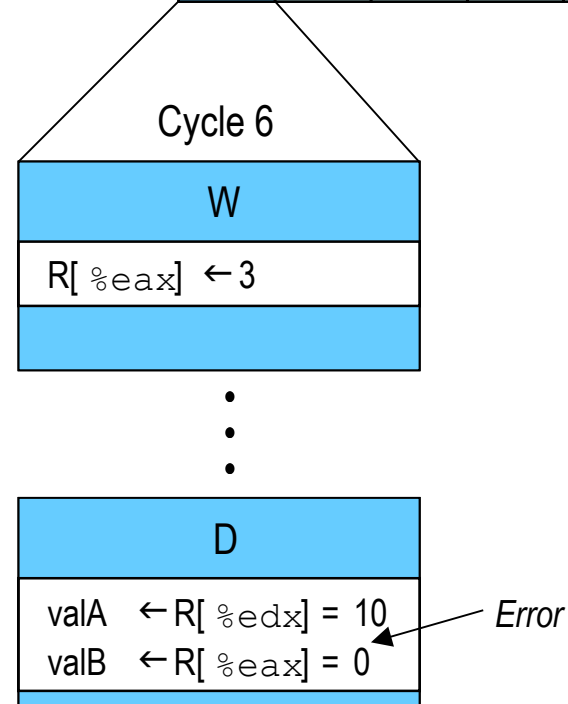 Cycle 6
W
R[ %eax] ←3
D
valA ←R[ %edx] = 10
valB ←R[ %eax] = 0
Error